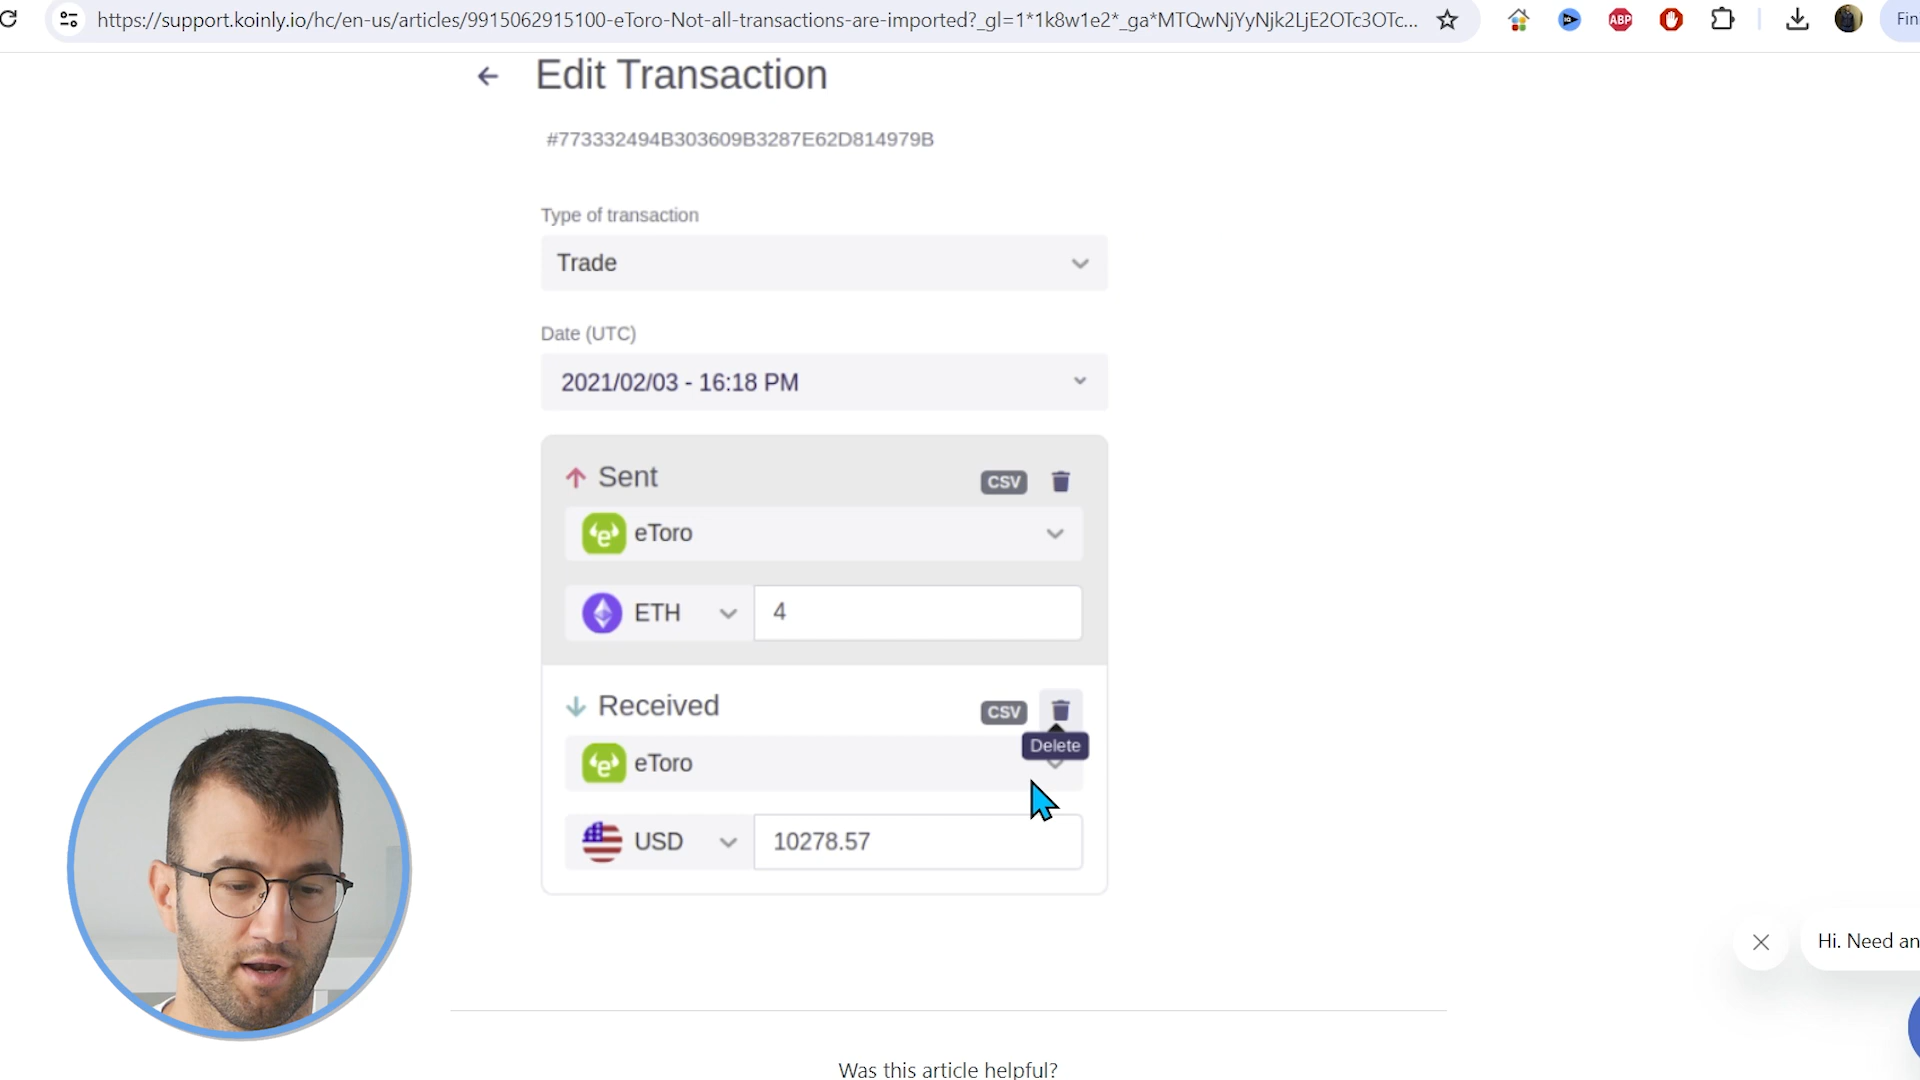 https://support.koinly.io/hc/en-us/articles/9915062915100-eToro-Not-all-transactions-are-imported?_gl=1*1k8w1e2*_ga*MTQwNjYyNjk2LjE2OTc3OTc...
ABP
Fin
Edit Transaction
#773332494B303609B3287E62D814979B
Type of transaction
Trade
Date (UTC)
2021/02/03 - 16:18 PM
Sent
CSV
eToro
ETH
4
Received
CSV
Delete
eToro
USD
10278.57
Hi. Need an
Was this article helpful?